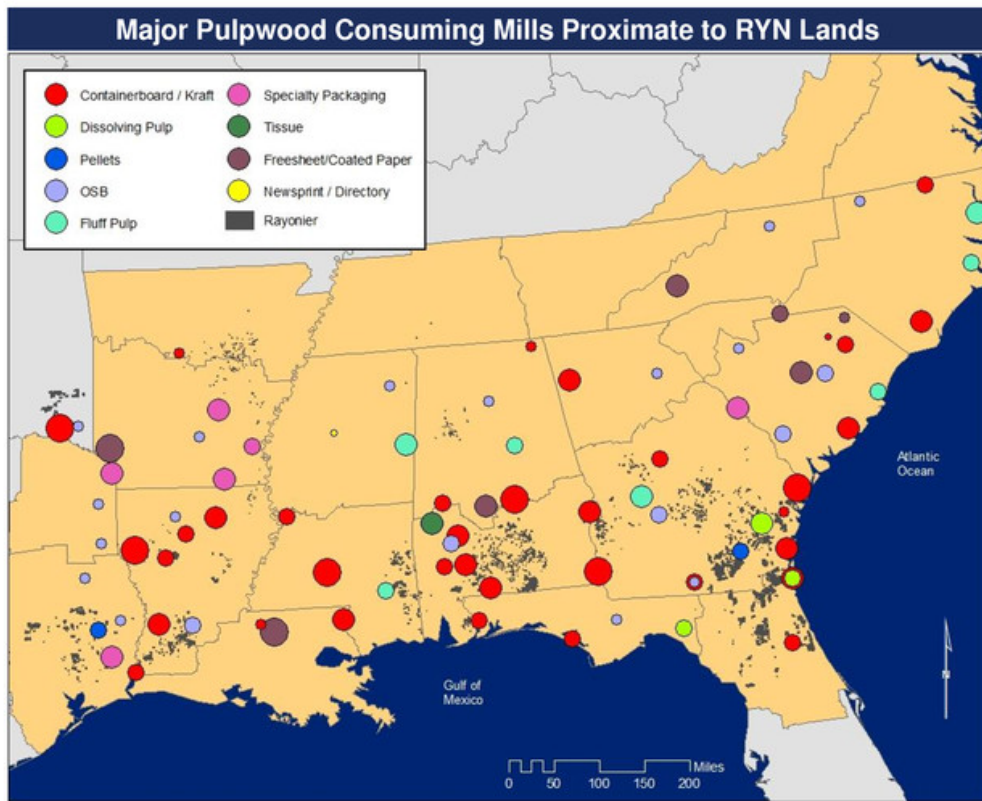 Major Pulpwood Consuming Mills Proximate to RYN Lands
Containerboard / Kraft
Dissolving Pulp
Pellets
OSB
Fluff Pulp
Specialty Packaging
Tissue
Freesheet/Coated Paper
Newsprint / Directory
Rayonier
Atlantic
Ocean
Gulf of
Mexico
N
Miles
0 50 100 150 200